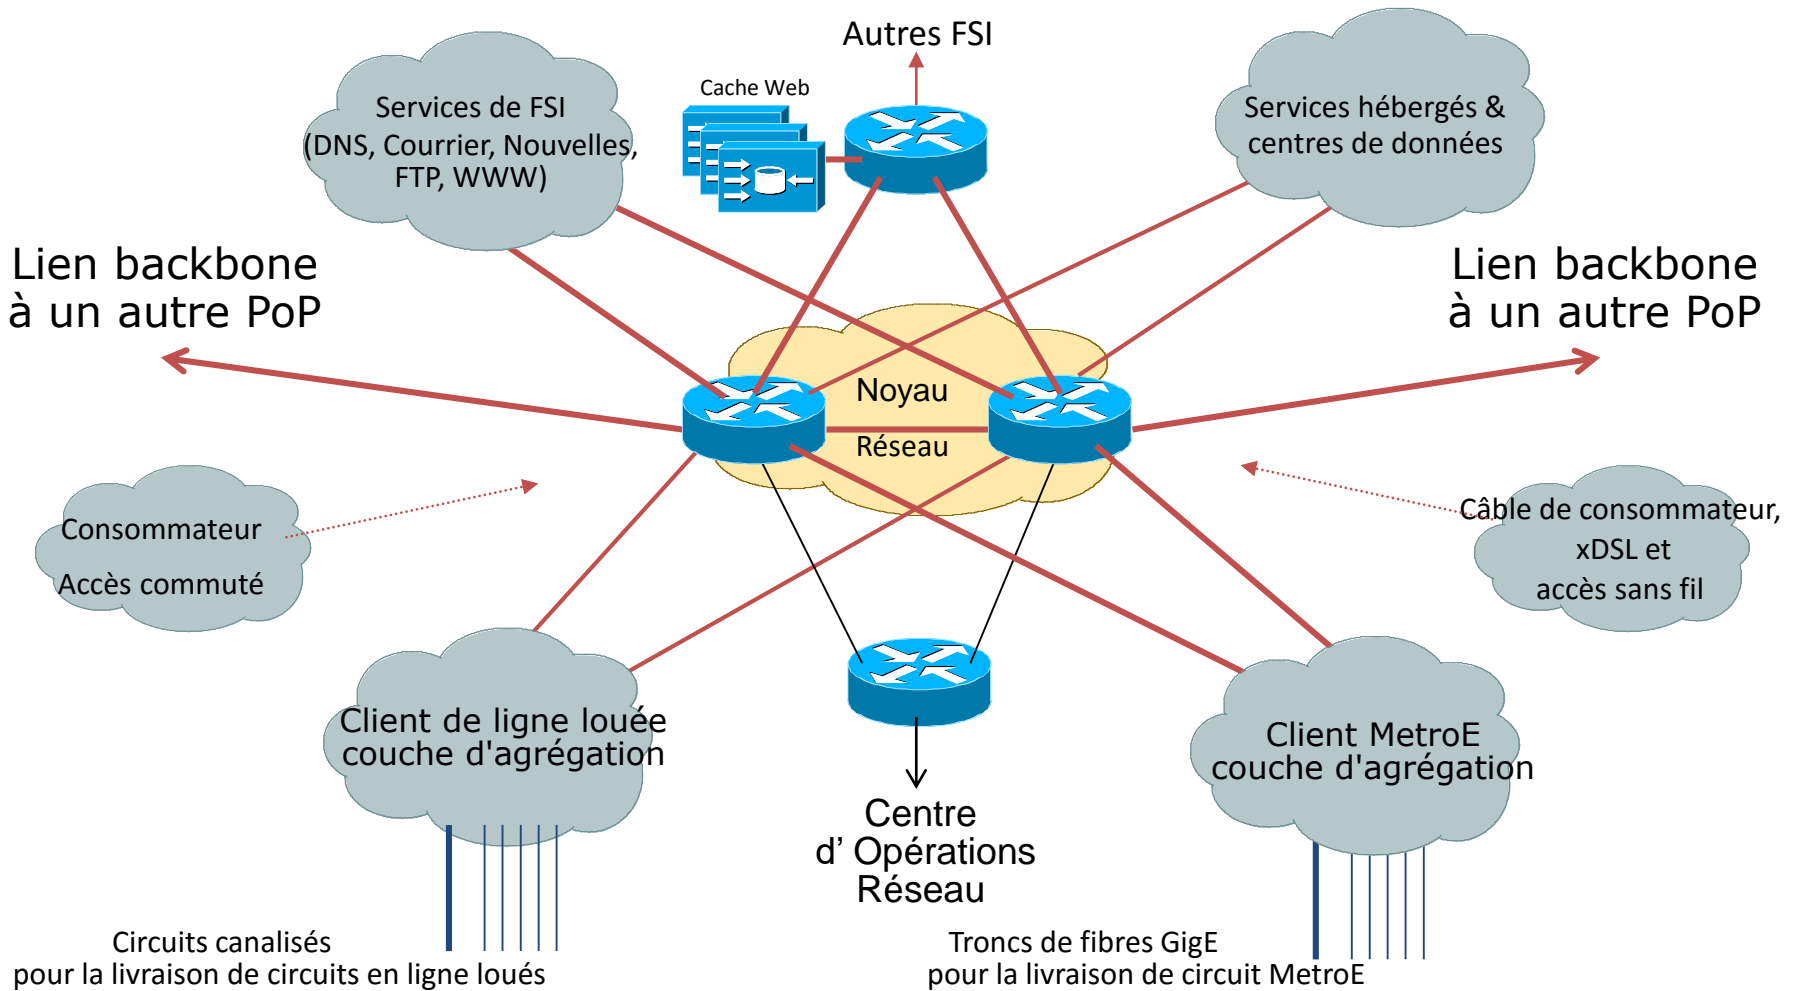 Autres FSI
Cache Web
Services de FSI
(DNS, Courrier, Nouvelles,
FTP, WWW)
Services hébergés &
centres de données
Lien backbone
à un autre PoP
Lien backbone
à un autre PoP
Noyau
Réseau
Consommateur
Accès commuté
Câble de consommateur,
xDSL et
accès sans fil
Client de ligne louée
couche d'agrégation
Client MetroE
couche d'agrégation
Centre
d’ Opérations
Réseau
Circuits canalisés
pour la livraison de circuits en ligne loués
Troncs de fibres GigE
pour la livraison de circuit MetroE